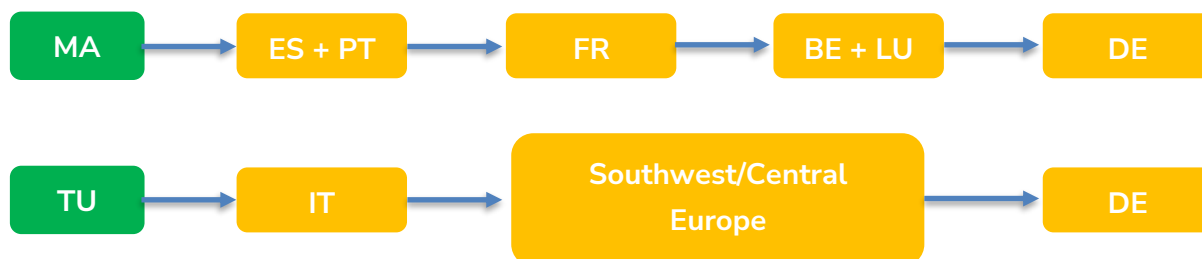 MA
ES + PT
FR
BE + LU
DE
TU
IT
Southwest/Central
Europe
DE